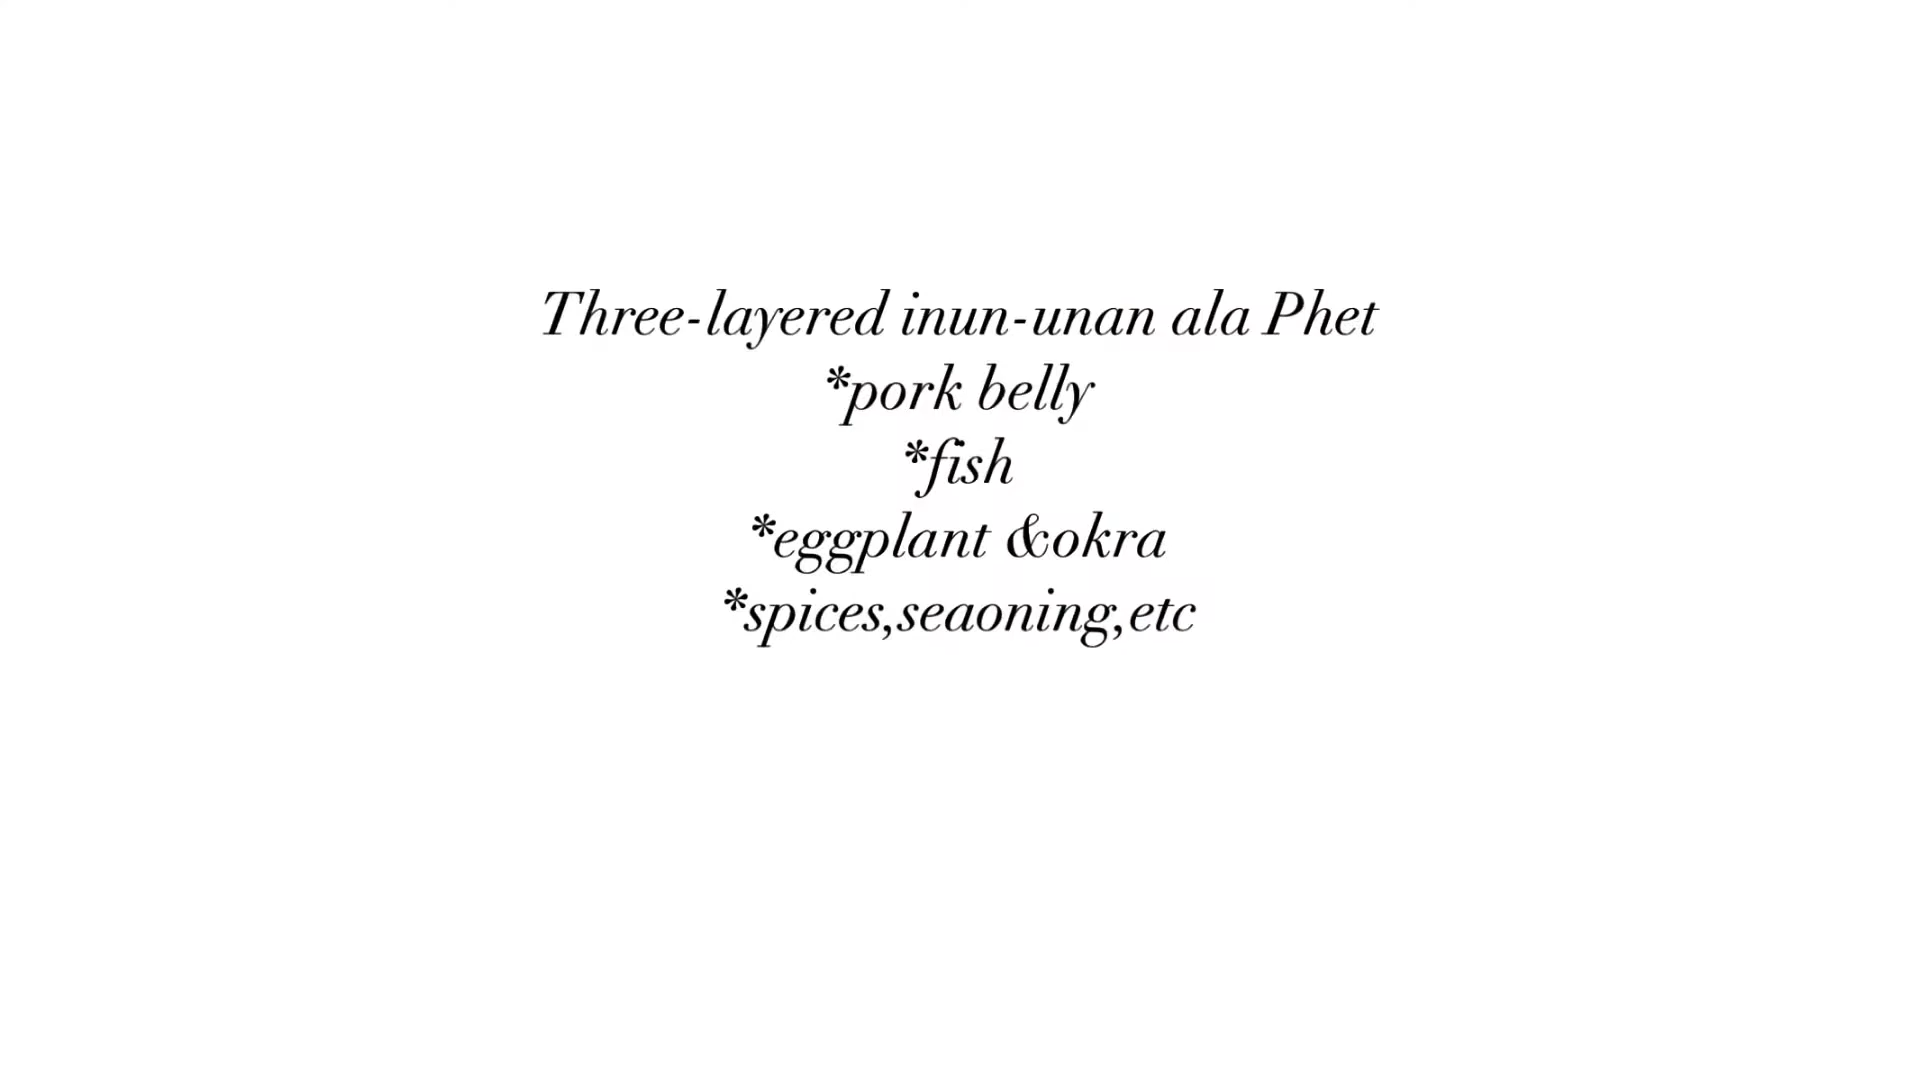 Three-layered inun-unan ala Phet
*pork belly
*fish
*eggplant &okra
*spices,seaoning,etc